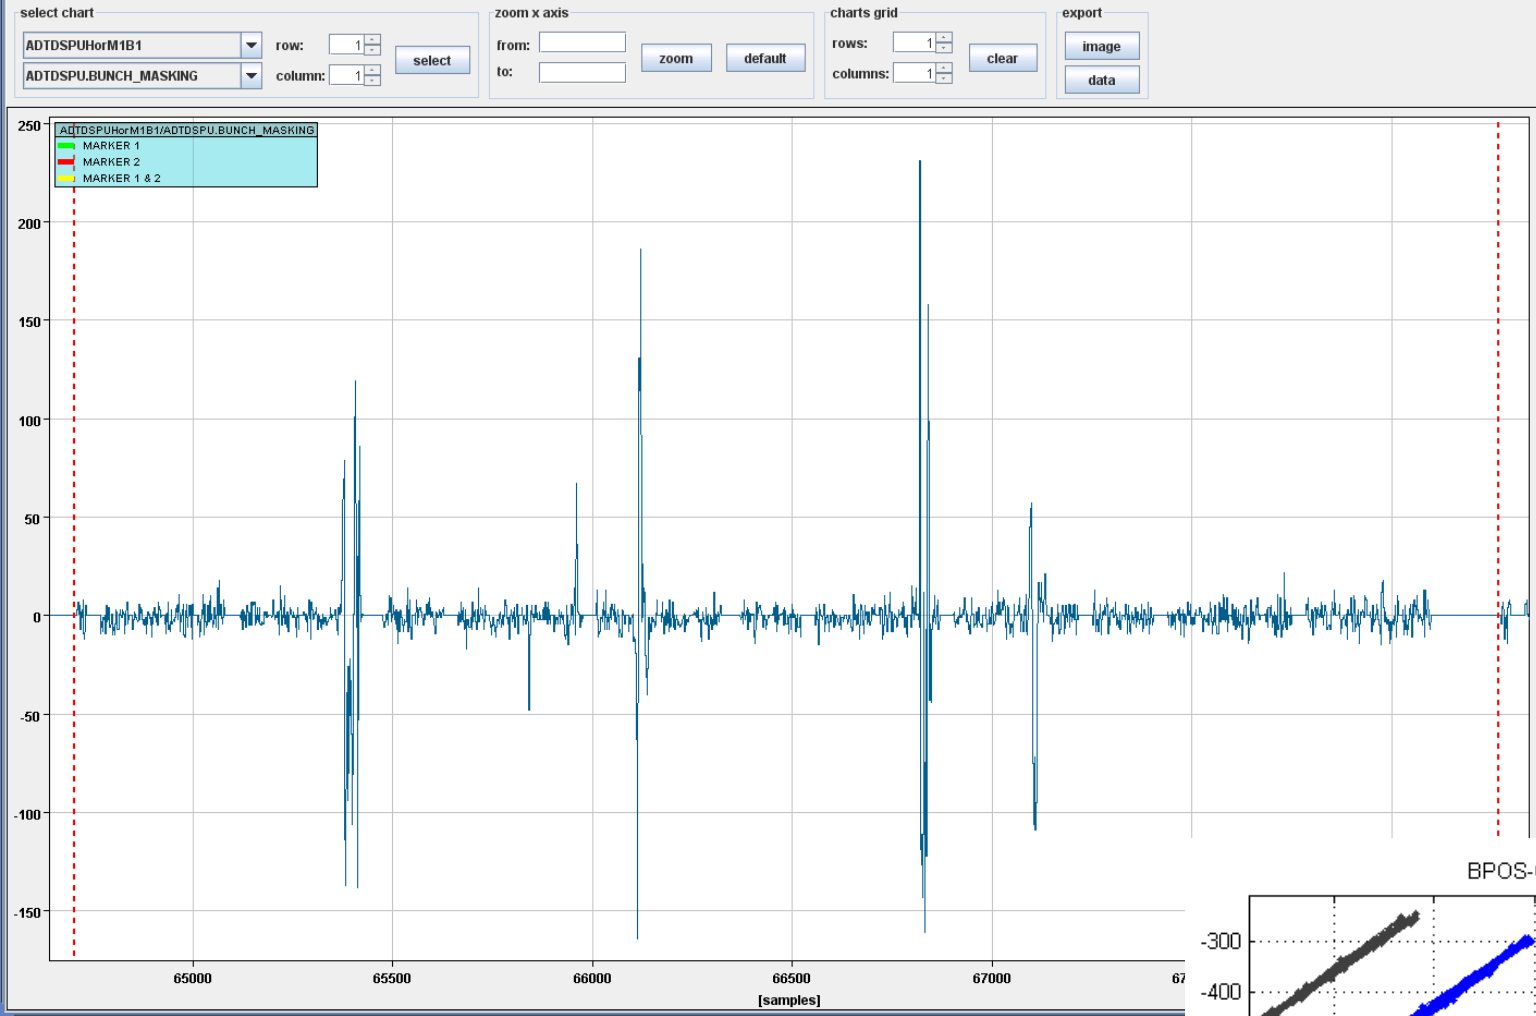 select chart
ADTDSPUHorM1B1
row: 1
ADTDSPU.BUNCH_MASKING
column: 1
select
zoom x axis
from:
to:
zoom
default
charts grid
rows: 1
columns: 1
clear
export
image
data
ADTDSPUHorM1B1/ADTDSPU.BUNCH_MASKING
MARKER 1
MARKER 2
MARKER 1 & 2
250
200
150
100
50
0
-50
-100
-150
65000 65500 66000 66500 67000 67
[samples]
BPOS-
-300
-400